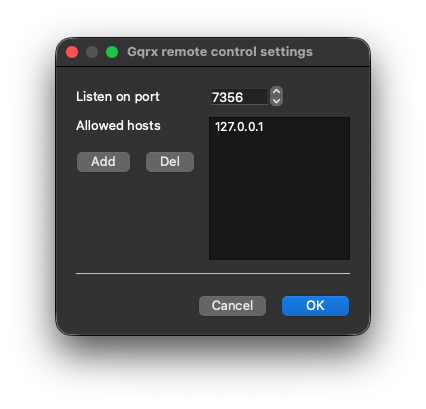 Gqrx remote control settings
Listen on port 7356
Allowed hosts 127.0.0.1
Add Del
Cancel OK